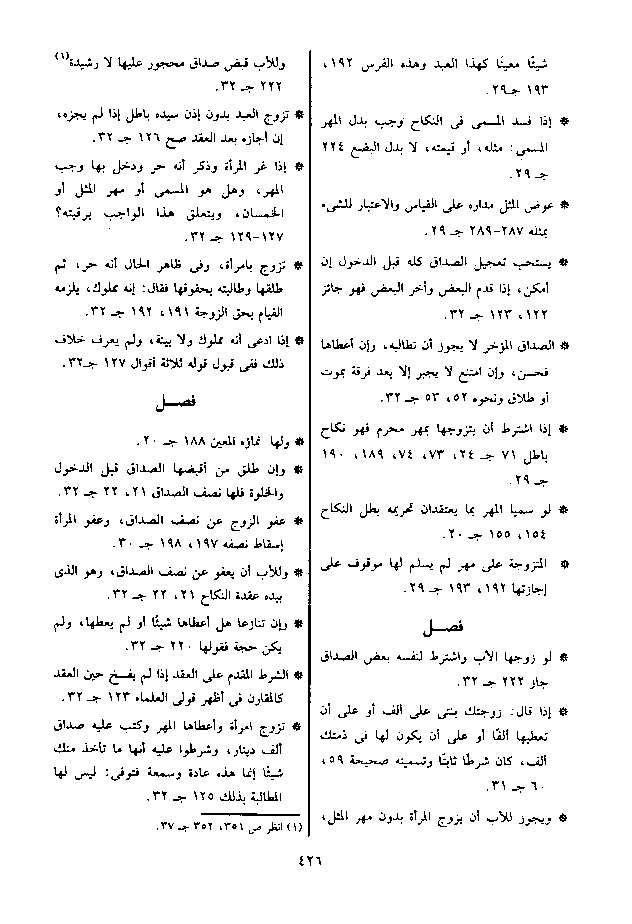 شيئًا معينًا كهذا العبد وهذه الفرس ١٩٢،
١٩٣ جـ٢٩.
* إذا فسد المسمى فى النكاح وجب بدل المهر
المسمى: مثله، أو قيمته، لا بدل البضع ٢٢٤
جـ ٢٩.
* عوض المثل مداره على القياس والاعتبار للشىء
بمثله ٢٨٧-٢٨٩ جـ ٢٩.
* يستحب تعجيل الصداق كله قبل الدخول إن
أمكن، إذا قدم البعض وأخر البعض فهو جائز
١٢٢، ١٢٣ جـ ٣٢.
* الصداق المؤخر لا يجوز أن تطالبه، وإن أعطاها
فحسن، وإن امتنع لا يجبر إلا بعد فرقة بموت
أو طلاق ونحوه ٥٢، ٥٣ جـ ٣٢.
* إذا اشترط أن يتزوجها بمهر محرم فهو نكاح
باطل ٧١ جـ ٢٤، ٧٣، ٧٤، ١٨٩، ١٩٠
جـ ٢٩.
* لو سميا المهر بما يعتقدان تحريمه بطل النكاح
١٥٤، ١٥٥ جـ ٢٠.
* المتزوجة على مهر لم يسلم لها موقوف على
إجازتها ١٩٢، ١٩٣ جـ ٢٩.
فصــل
* لو زوجها الأب واشترط لنفسه بعض الصداق
جاز ٢٢٢ جـ ٣٢.
* إذا قال: زوجتك بنتى على ألف أو على أن
تعطيها ألفًا أو على أن يكون لها فى ذمتك
ألف، كان شرطًا ثابتًا وتسميته صحيحة ٥٩،
٦٠ جـ ٣١.
* ويجوز للأب أن يزوج المرأة بدون مهر المثل،
وللأب قبض صداق محجور عليها لا رشيدة(١)
٢٢٢ جـ ٣٢.
* تزوج العبد بدون إذن سيده باطل إذا لم يجزه،
إن أجازه بعد العقد صح ١٢٦ جـ ٣٢.
* إذا غر المرأة وذكر أنه حر ودخل بها وجب
المهر، وهل هو المسمى أو مهر المثل أو
الخمسان، ويتعلق هذا الواجب برقبته؟
١٢٧-١٢٩ جـ ٣٢.
* تزوج بامرأة، وفى ظاهر الحال أنه حر، ثم
طلقها وطالبته بحقوقها فقال: إنه مملوك، يلزمه
القيام بحق الزوجة ١٩١، ١٩٢ جـ ٣٢.
* إذا ادعى أنه مملوك ولا بينة، ولم يعرف خلاف
ذلك ففى قبول قوله ثلاثة أقوال ١٢٧ جـ٣٢.
فصــل
* ولها نماؤه المعين ١٨٨ جـ ٢٠.
* وإن طلق من أقبضها الصداق قبل الدخول
والخلوة فلها نصف الصداق ٢١، ٢٢ جـ ٣٢.
* عفو الزوج عن نصف الصداق، وعفو المرأة
إسقاط نصفه ١٩٧، ١٩٨ جـ ٣٠.
* وللأب أن يعفو عن نصف الصداق، وهو الذى
بيده عقدة النكاح ٢١، ٢٢ جـ ٣٢.
* وإن تنازعا هل أعطاها شيئًا أو لم يعطها، ولم
يكن حجة فقولها ٢٢٠ جـ ٣٢.
* الشرط المقدم على العقد إذا لم يفسخ حين العقد
كالمقارن فى أظهر قولى العلماء ١٢٣ جـ ٣٢.
* تزوج امرأة وأعطاها المهر وكتب عليه صداق
ألف دينار، وشرطوا عليه أنها ما تأخذ منك
شيئًا إنما هذه عادة وسمعة فتوفى: ليس لها
المطالبة بذلك ١٢٥ جـ ٣٢.
(١) انظر ص ٣٥١، ٣٥٢ جـ ٣٧.
٤٢٦